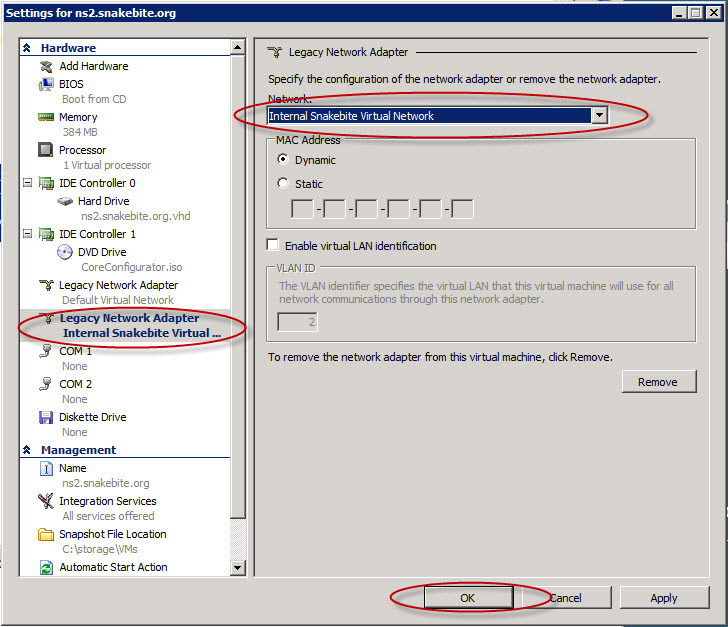 Settings for ns2.snakebite.org
Hardware
Add Hardware
BIOS
Boot from CD
Memory
384 MB
Processor
1 Virtual processor
IDE Controller 0
Hard Drive
ns2.snakebite.org.vhd
IDE Controller 1
DVD Drive
CoreConfigurator.iso
Legacy Network Adapter
Default Virtual Network
Legacy Network Adapter
Internal Snakebite Virtual ...
COM 1
None
COM 2
None
Diskette Drive
None
Management
Name
ns2.snakebite.org
Integration Services
All services offered
Snapshot File Location
C:\storage\VMs
Automatic Start Action
Legacy Network Adapter
Specify the configuration of the network adapter or remove the network adapter.
Network:
Internal Snakebite Virtual Network
MAC Address
Dynamic
Static
- - - - -
Enable virtual LAN identification
VLAN ID
The VLAN identifier specifies the virtual LAN that this virtual machine will use for all
network communications through this network adapter.
2
To remove the network adapter from this virtual machine, click Remove.
Remove
OK
Cancel
Apply